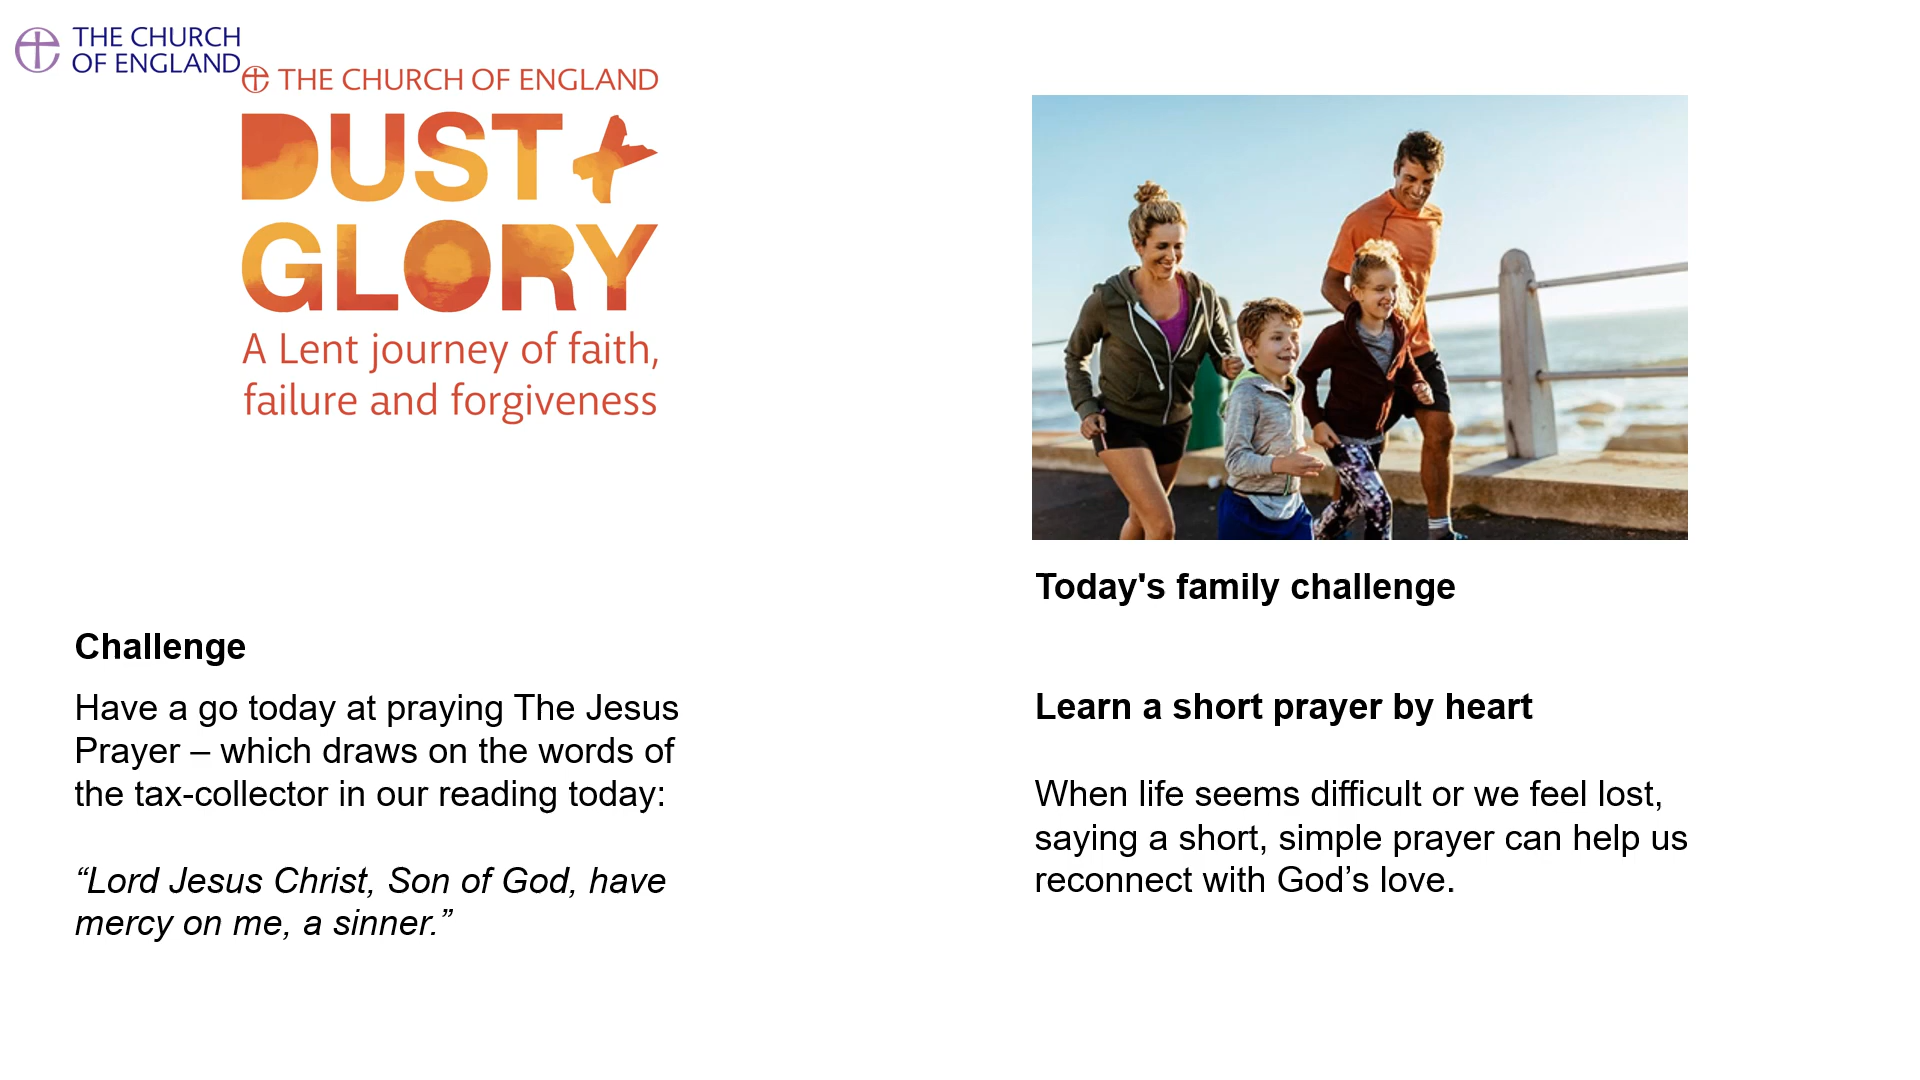 THE CHURCH
OF ENGLAND
THE CHURCH OF ENGLAND
DUST+
GLORY
A Lent journey of faith,
failure and forgiveness
Challenge
Have a go today at praying The Jesus
Prayer – which draws on the words of
the tax-collector in our reading today:
“Lord Jesus Christ, Son of God, have
mercy on me, a sinner.”
Today's family challenge
Learn a short prayer by heart
When life seems difficult or we feel lost,
saying a short, simple prayer can help us
reconnect with God’s love.